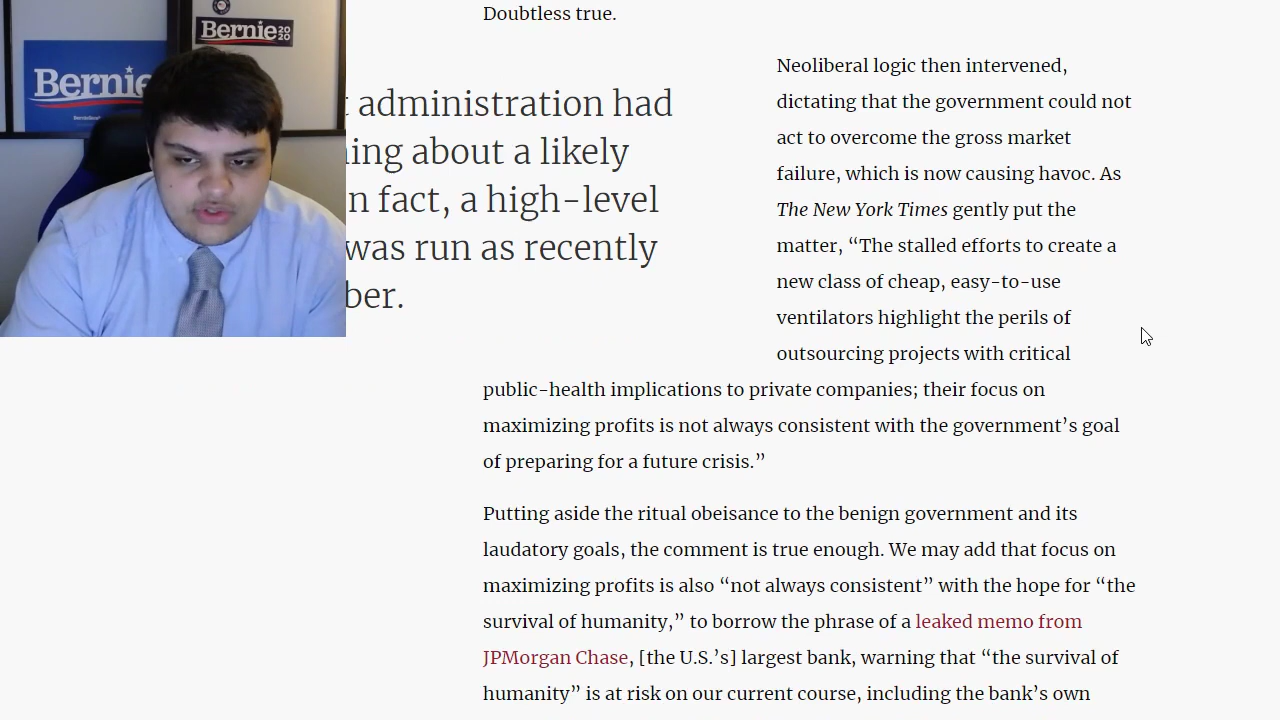 Doubtless true.
Bernie 2020
Bernie
administration had
ing about a likely
n fact, a high-level
was run as recently
ber.
Neoliberal logic then intervened,
dictating that the government could not
act to overcome the gross market
failure, which is now causing havoc. As
The New York Times gently put the
matter, “The stalled efforts to create a
new class of cheap, easy-to-use
ventilators highlight the perils of
outsourcing projects with critical
public-health implications to private companies; their focus on
maximizing profits is not always consistent with the government’s goal
of preparing for a future crisis.”
Putting aside the ritual obeisance to the benign government and its
laudatory goals, the comment is true enough. We may add that focus on
maximizing profits is also “not always consistent” with the hope for “the
survival of humanity,” to borrow the phrase of a leaked memo from
JPMorgan Chase, [the U.S.’s] largest bank, warning that “the survival of
humanity” is at risk on our current course, including the bank’s own